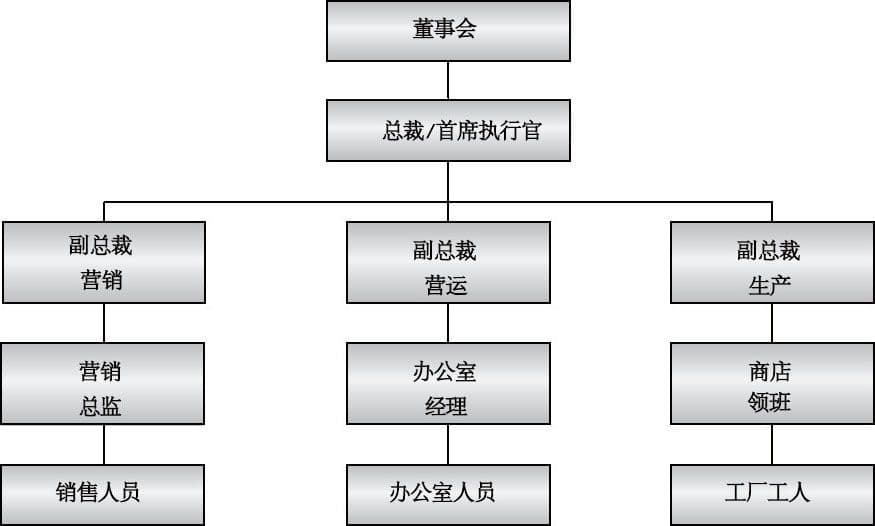 董事会
总裁/首席执行官
副总裁
营销
副总裁
营运
副总裁
生产
营销
总监
办公室
经理
商店
领班
销售人员
办公室人员
工厂工人